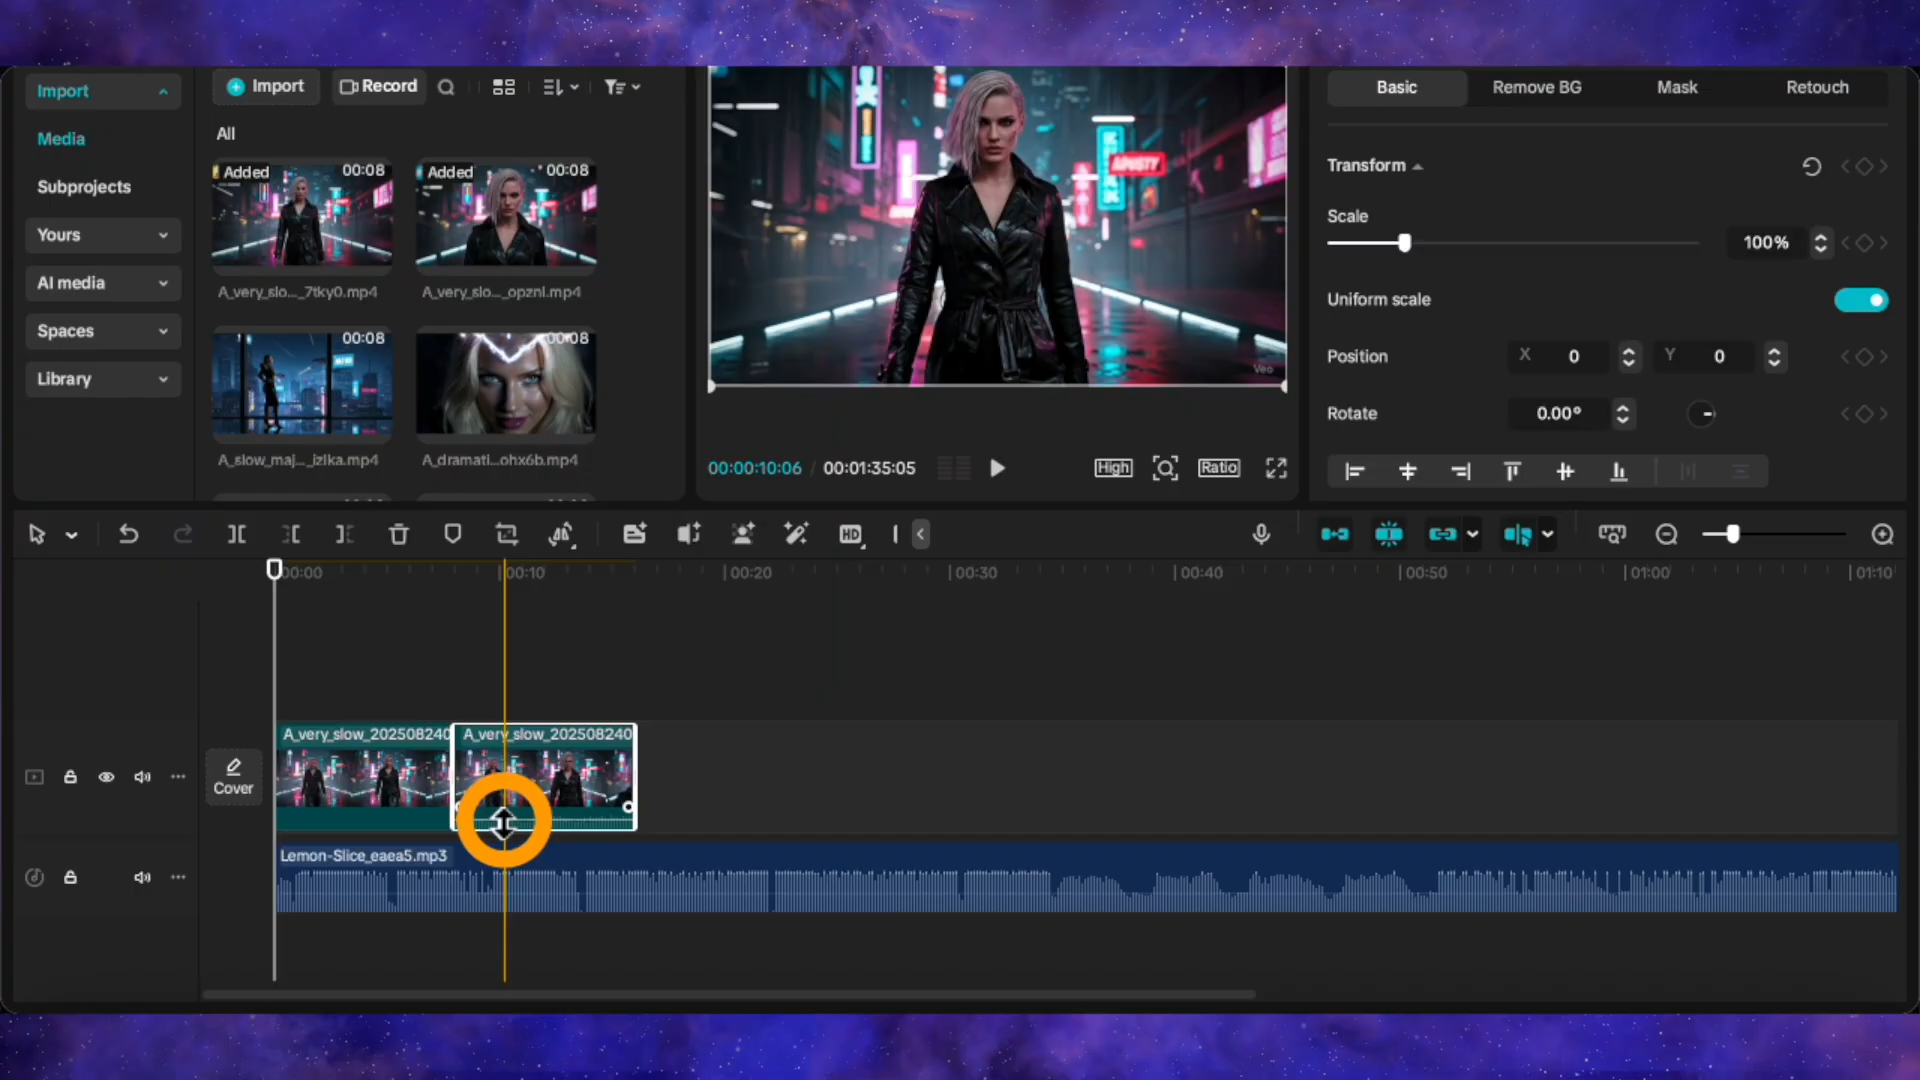 Import
Media
Subprojects
Yours
AI media
Spaces
Library
Import
Record
All
Added
00:08
Added
00:08
A_very_slo..._7tky0.mp4
A_very_slo..._opznl.mp4
00:08
00:08
A_slow_maj..._jzlka.mp4
A_dramati...ohx6b.mp4
Veo
00:00:10:06 / 00:01:35:05
High
Ratio
Basic
Remove BG
Mask
Retouch
Transform
Scale
100%
Uniform scale
Position
X 0
Y 0
Rotate
0.00°
HD
00:00
00:10
00:20
00:30
00:40
00:50
01:00
01:10
Cover
A_very_slow_202508240
A_very_slow_202508240
Lemon-Slice_eaea5.mp3